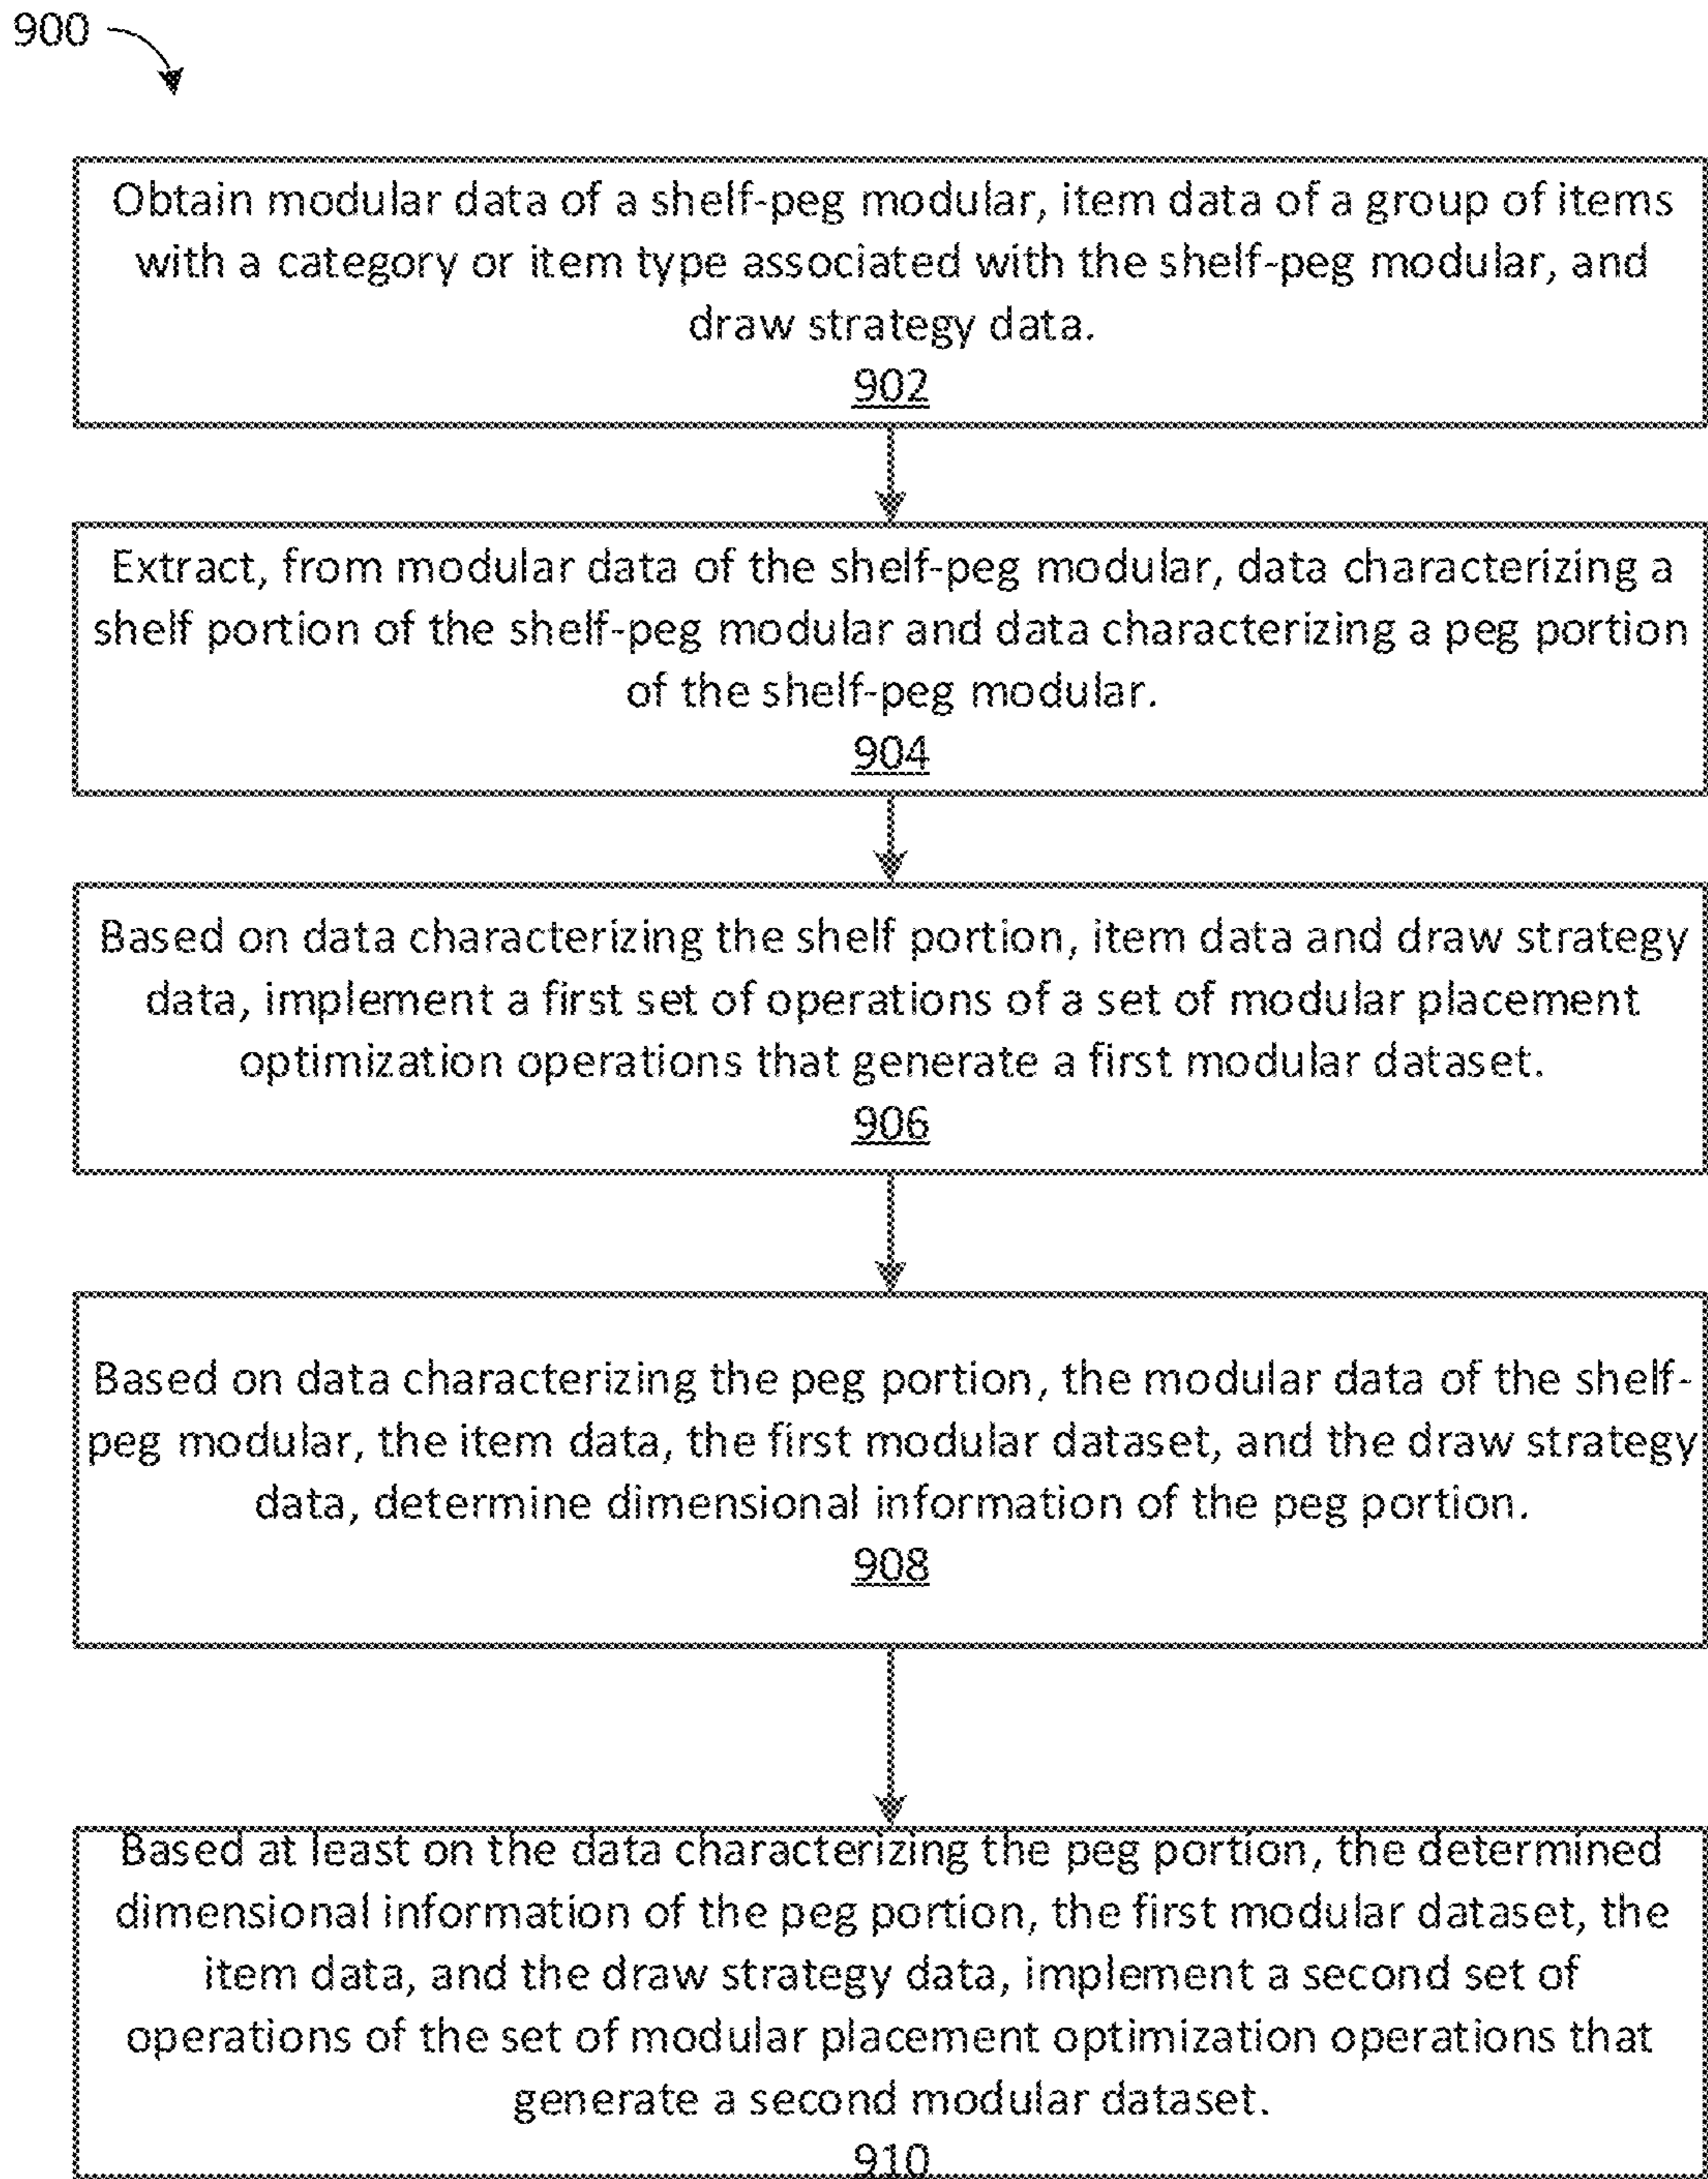 900
Obtain modular data of a shelf-peg modular, item data of a group of items
with a category or item type associated with the shelf-peg modular, and
draw strategy data.
902
Extract, from modular data of the shelf-peg modular, data characterizing a
shelf portion of the shelf-peg modular and data characterizing a peg portion
of the shelf-peg modular.
904
Based on data characterizing the shelf portion, item data and draw strategy
data, implement a first set of operations of a set of modular placement
optimization operations that generate a first modular dataset.
906
Based on data characterizing the peg portion, the modular data of the shelf-
peg modular, the item data, the first modular dataset, and the draw strategy
data, determine dimensional information of the peg portion.
908
Based at least on the data characterizing the peg portion, the determined
dimensional information of the peg portion, the first modular dataset, the
item data, and the draw strategy data, implement a second set of
operations of the set of modular placement optimization operations that
generate a second modular dataset.
910